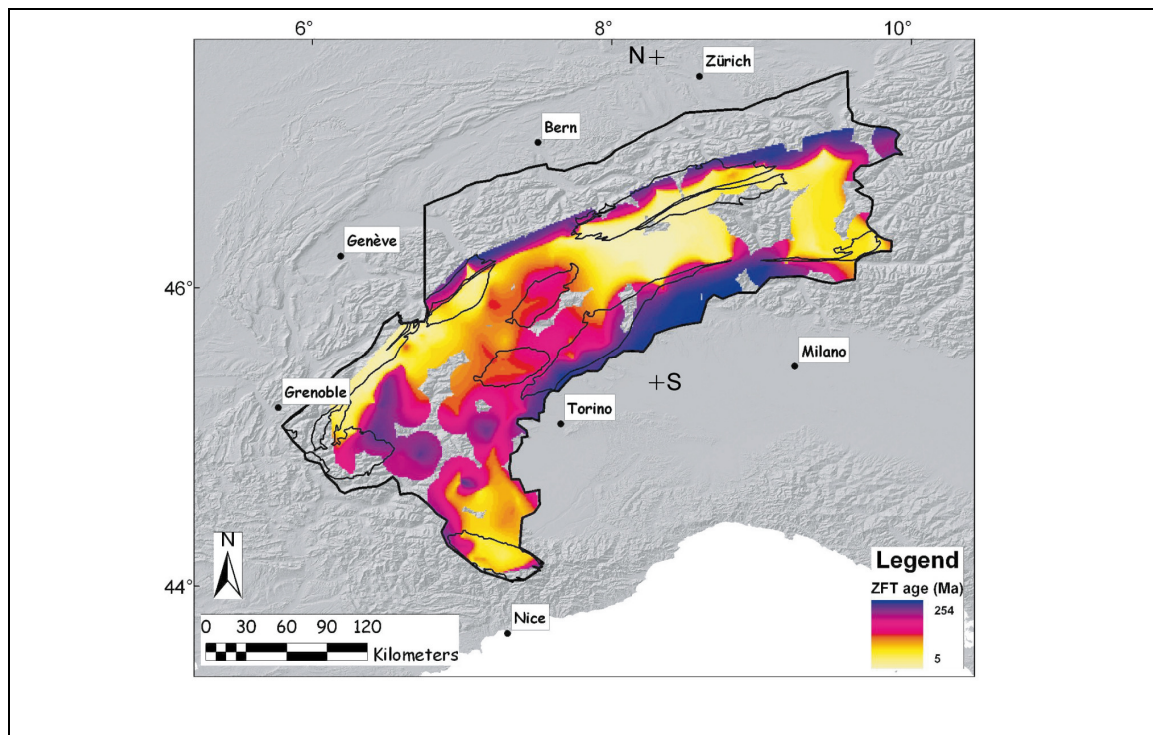 6° 8° 10°
N
Zürich
Bern
Genève
46°
Milano
S
Grenoble
Torino
N
Legend
ZFT age (Ma)
44°
254
Nice
0 30 60 90 120
5
Kilometers